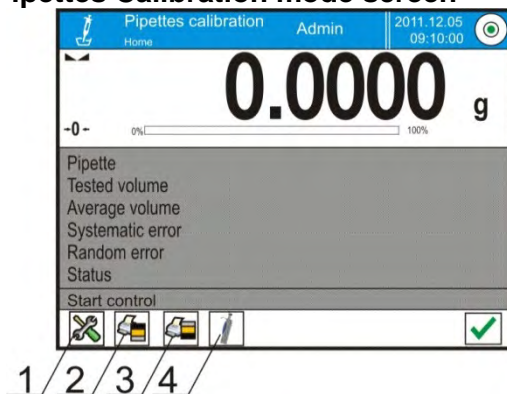 ipettes Calibration mode screen
Pipettes calibration Admin 2011.12.05
Home 09:10:00
0.0000 g
→0← 0% 100%
Pipette
Tested volume
Average volume
Systematic error
Random error
Status
Start control
1 2 3 4